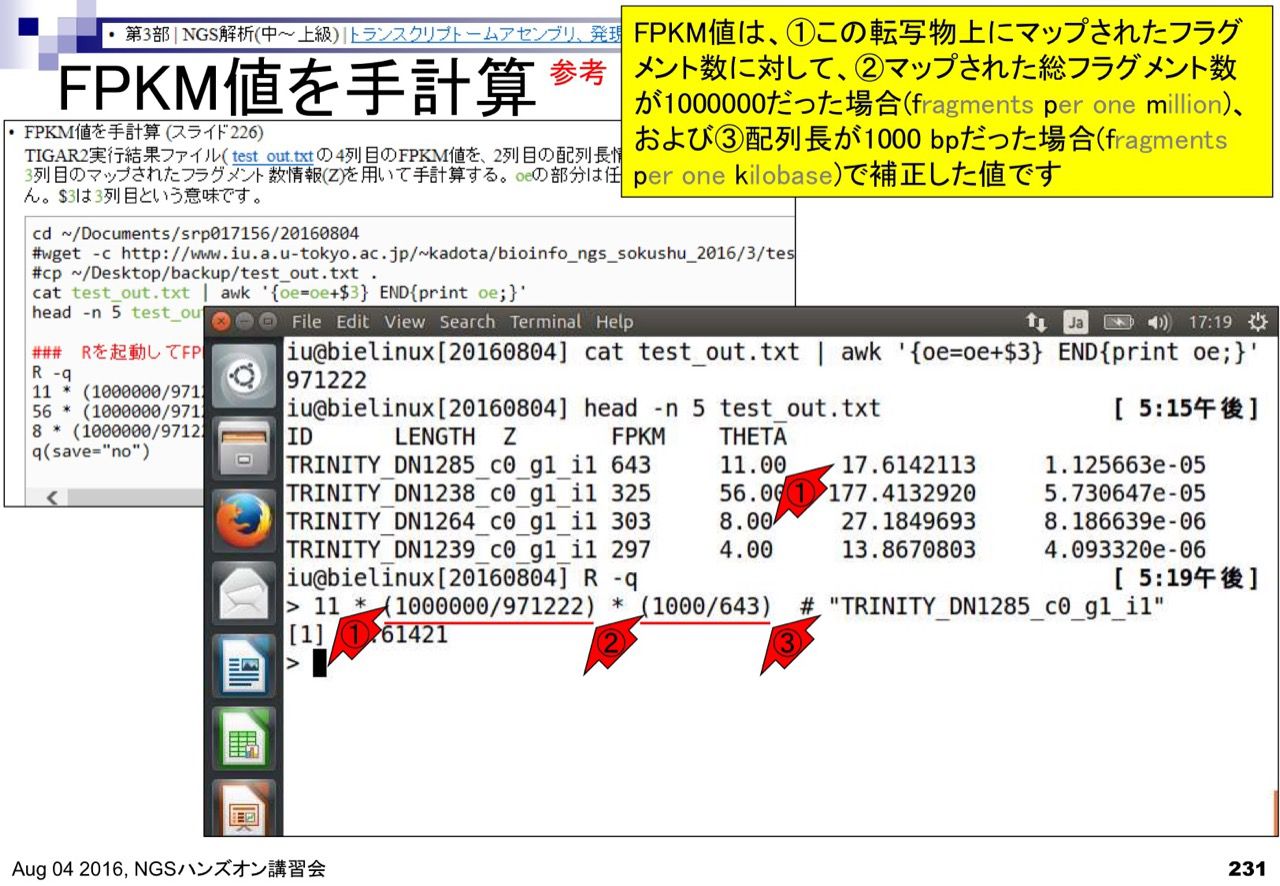 • 第3部 | NGS解析(中～上級) | トランスクリプトームアセンブリ、発現
FPKM値を手計算 参考
FPKM値は、①この転写物上にマップされたフラグ
メント数に対して、②マップされた総フラグメント数
が1000000だった場合(fragments per one million)、
および③配列長が1000 bpだった場合(fragments
per one kilobase)で補正した値です
• FPKM値を手計算 (スライド226)
TIGAR2実行結果ファイル( test_out.txtの4列目のFPKM値を、2列目の配列長情
3列目のマップされたフラグメント数情報(Z)を用いて手計算する。oeの部分は任
ん。$3は3列目という意味です。
cd ~/Documents/srp017156/20160804
#wget -c http://www.iu.a.u-tokyo.ac.jp/~kadota/bioinfo_ngs_sokushu_2016/3/tes
#cp ~/Desktop/backup/test_out.txt .
cat test_out.txt | awk '{oe=oe+$3} END{print oe;}'
head -n 5 test_ou
### Rを起動してFP
R -q
11 * (1000000/971
56 * (1000000/971
8 * (1000000/9712
q(save="no")
File Edit View Search Terminal Help Ja 17:19
iu@bielinux[20160804] cat test_out.txt | awk '{oe=oe+$3} END{print oe;}'
971222
iu@bielinux[20160804] head -n 5 test_out.txt [ 5:15午後]
ID LENGTH Z FPKM THETA
TRINITY_DN1285_c0_g1_i1 643 11.00 17.6142113 1.125663e-05
TRINITY_DN1238_c0_g1_i1 325 56.00 177.4132920 5.730647e-05
TRINITY_DN1264_c0_g1_i1 303 8.00 27.1849693 8.186639e-06
TRINITY_DN1239_c0_g1_i1 297 4.00 13.8670803 4.093320e-06
iu@bielinux[20160804] R -q [ 5:19午後]
> 11 * (1000000/971222) * (1000/643) # "TRINITY_DN1285_c0_g1_i1"
[1] .61421
>
①
①
②
③
Aug 04 2016, NGSハンズオン講習会
231